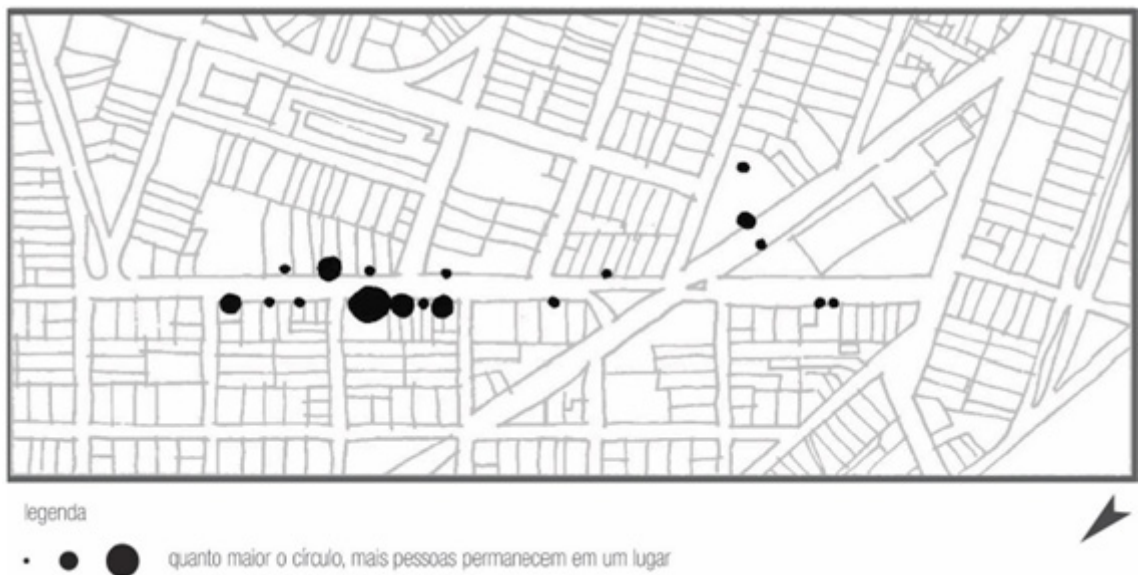 legenda
quanto maior o círculo, mais pessoas permanecem em um lugar